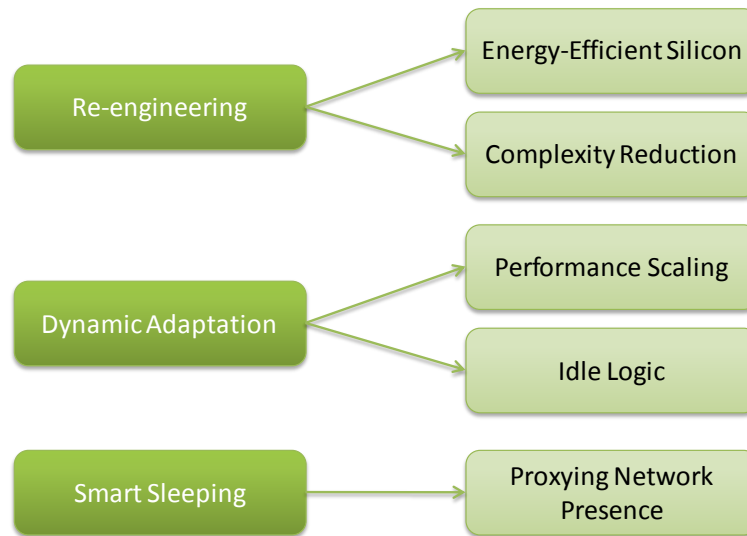 Re-engineering
Energy-Efficient Silicon
Complexity Reduction
Dynamic Adaptation
Performance Scaling
Idle Logic
Smart Sleeping
Proxying Network
Presence